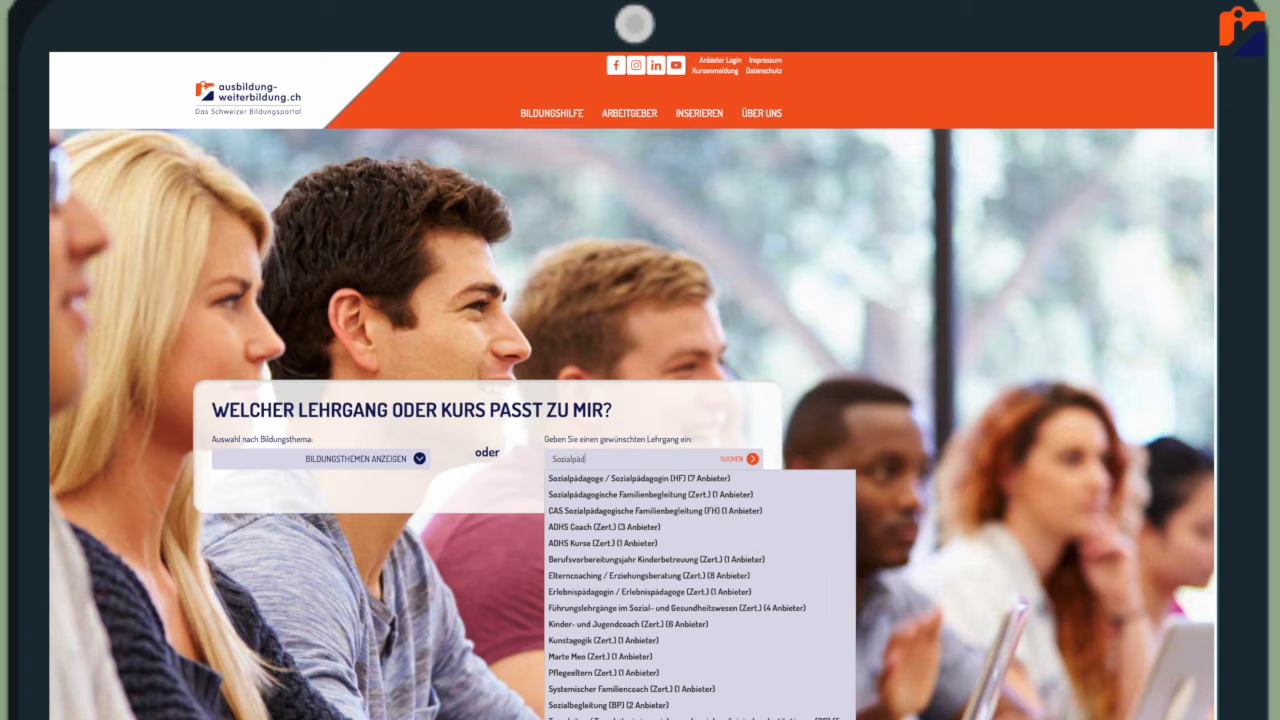 ausbildung-
weiterbildung.ch
Das Schweizer Bildungsportal
Anbieter Login Impressum
Kursanmeldung Datenschutz
BILDUNGSHILFE ARBEITGEBER INSERIEREN ÜBER UNS
WELCHER LEHRGANG ODER KURS PASST ZU MIR?
Auswahl nach Bildungsthema:
BILDUNGSTHEMEN ANZEIGEN
oder
Geben Sie einen gewünschten Lehrgang ein:
Sozialpäd
SUCHEN
Sozialpädagoge / Sozialpädagogin (HF) (7 Anbieter)
Sozialpädagogische Familienbegleitung (Zert.) (1 Anbieter)
CAS Sozialpädagogische Familienbegleitung (FH) (1 Anbieter)
ADHS Coach (Zert.) (3 Anbieter)
ADHS Kurse (Zert.) (1 Anbieter)
Berufsvorbereitungsjahr Kinderbetreuung (Zert.) (1 Anbieter)
Elterncoaching / Erziehungsberatung (Zert.) (8 Anbieter)
Erlebnispädagogin / Erlebnispädagoge (Zert.) (1 Anbieter)
Führungslehrgänge im Sozial- und Gesundheitswesen (Zert.) (4 Anbieter)
Kinder- und Jugendcoach (Zert.) (6 Anbieter)
Kunstagogik (Zert.) (1 Anbieter)
Marte Meo (Zert.) (1 Anbieter)
Pflegeeltern (Zert.) (1 Anbieter)
Systemischer Familiencoach (Zert.) (1 Anbieter)
Sozialbegleitung (BP) (2 Anbieter)